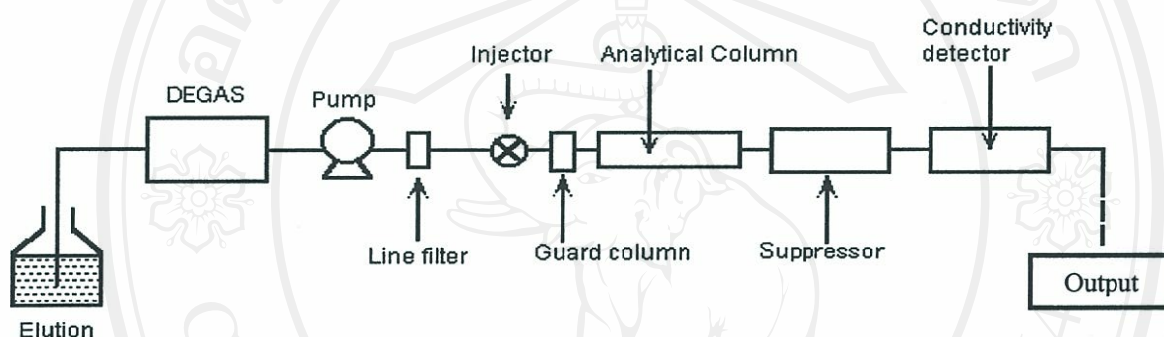 Conductivity
detector
Injector
Analytical Column
DEGAS
Pump
Line filter
Guard column
Suppressor
Output
Elution